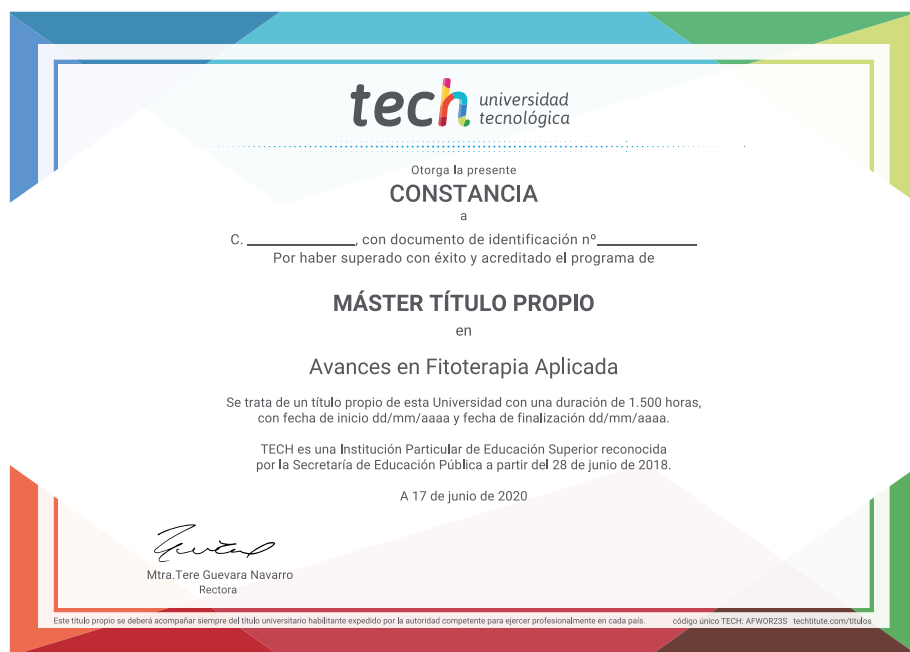 tech universidad
tecnológica
Otorga la presente
CONSTANCIA
a
C. ____________, con documento de identificación nº____________
Por haber superado con éxito y acreditado el programa de
MÁSTER TÍTULO PROPIO
en
Avances en Fitoterapia Aplicada
Se trata de un título propio de esta Universidad con una duración de 1.500 horas,
con fecha de inicio dd/mm/aaaa y fecha de finalización dd/mm/aaaa.
TECH es una Institución Particular de Educación Superior reconocida
por la Secretaría de Educación Pública a partir del 28 de junio de 2018.
A 17 de junio de 2020
Mtra.Tere Guevara Navarro
Rectora
Este título propio se deberá acompañar siempre del título universitario habilitante expedido por la autoridad competente para ejercer profesionalmente en cada país. código único TECH: AFWOR23S techtitute.com/titulos